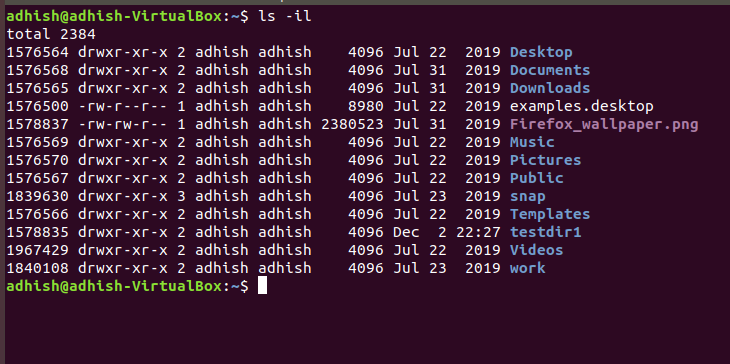 adhish@adhish-VirtualBox:~$ ls -il
total 2384
1576564 drwxr-xr-x 2 adhish adhish    4096 Jul 22  2019 Desktop
1576568 drwxr-xr-x 2 adhish adhish    4096 Jul 31  2019 Documents
1576565 drwxr-xr-x 2 adhish adhish    4096 Jul 31  2019 Downloads
1576500 -rw-r--r-- 1 adhish adhish    8980 Jul 22  2019 examples.desktop
1578837 -rw-rw-r-- 1 adhish adhish 2380523 Jul 31  2019 Firefox_wallpaper.png
1576569 drwxr-xr-x 2 adhish adhish    4096 Jul 22  2019 Music
1576570 drwxr-xr-x 2 adhish adhish    4096 Jul 22  2019 Pictures
1576567 drwxr-xr-x 2 adhish adhish    4096 Jul 22  2019 Public
1839630 drwxr-xr-x 3 adhish adhish    4096 Jul 23  2019 snap
1576566 drwxr-xr-x 2 adhish adhish    4096 Jul 22  2019 Templates
1578835 drwxr-xr-x 2 adhish adhish    4096 Dec  2 22:27 testdir1
1967429 drwxr-xr-x 2 adhish adhish    4096 Jul 22  2019 Videos
1840108 drwxr-xr-x 2 adhish adhish    4096 Jul 23  2019 work
adhish@adhish-VirtualBox:~$